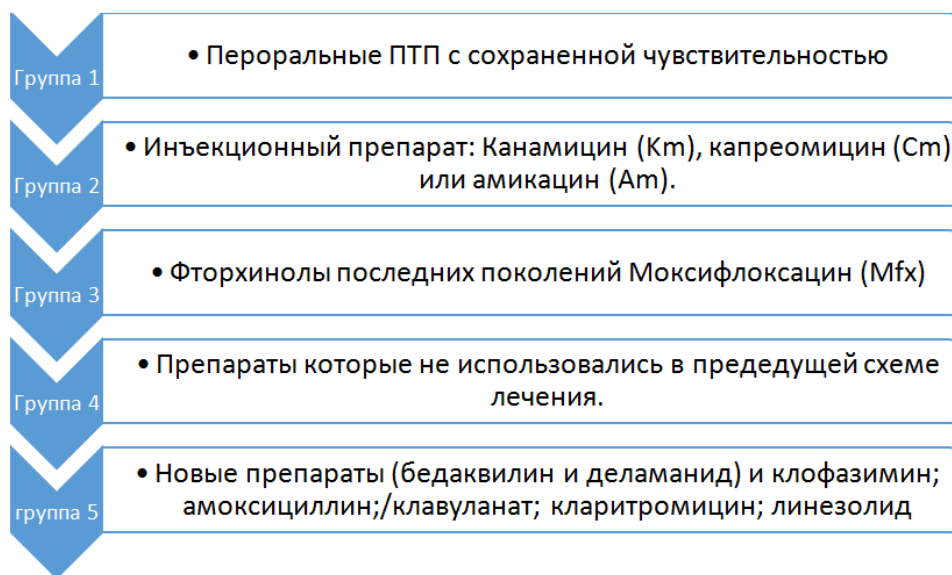 Группа 1
• Пероральные ПТП с сохраненной чувствительностью
Группа 2
• Инъекционный препарат: Канамицин (Km), капреомицин (Cm)
или амикацин (Am).
Группа 3
• Фторхинолы последних поколений Моксифлоксацин (Mfx)
Группа 4
• Препараты которые не использовались в предедущей схеме
лечения.
группа 5
• Новые препараты (бедаквилин и деламанид) и клофазимин;
амоксициллин;/клавуланат; кларитромицин; линезолид